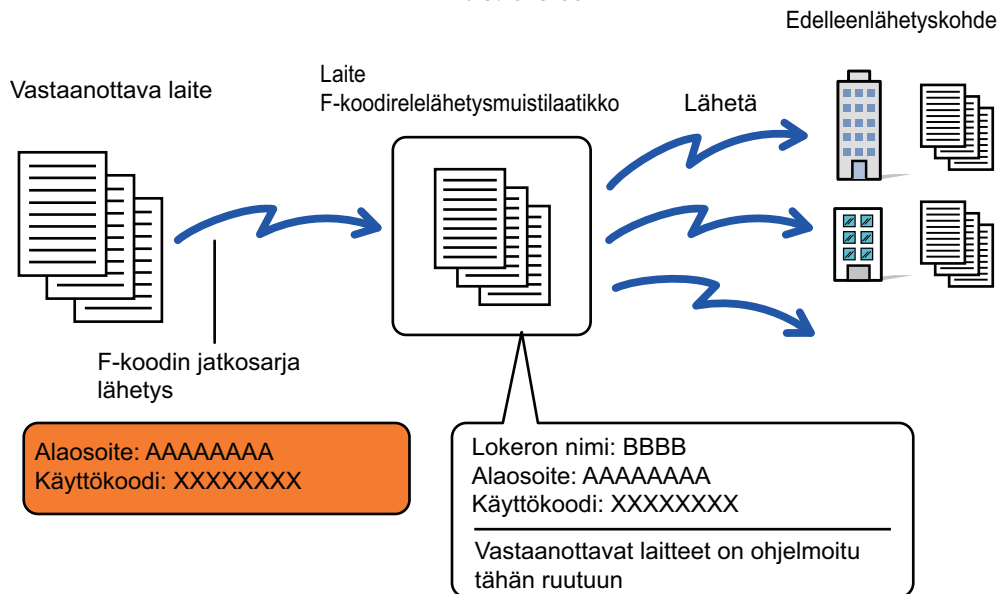 Edelleenlähetyskohde
Vastaanottava laite
Laite
F-koodirelelähetysmuistilaatikko
Lähetä
F-koodin jatkosarja
lähetys
Alaosoite: AAAAAAAA
Käyttökoodi: XXXXXXXX
Lokeron nimi: BBBB
Alaosoite: AAAAAAAA
Käyttökoodi: XXXXXXXX
Vastaanottavat laitteet on ohjelmoitu
tähän ruutuun